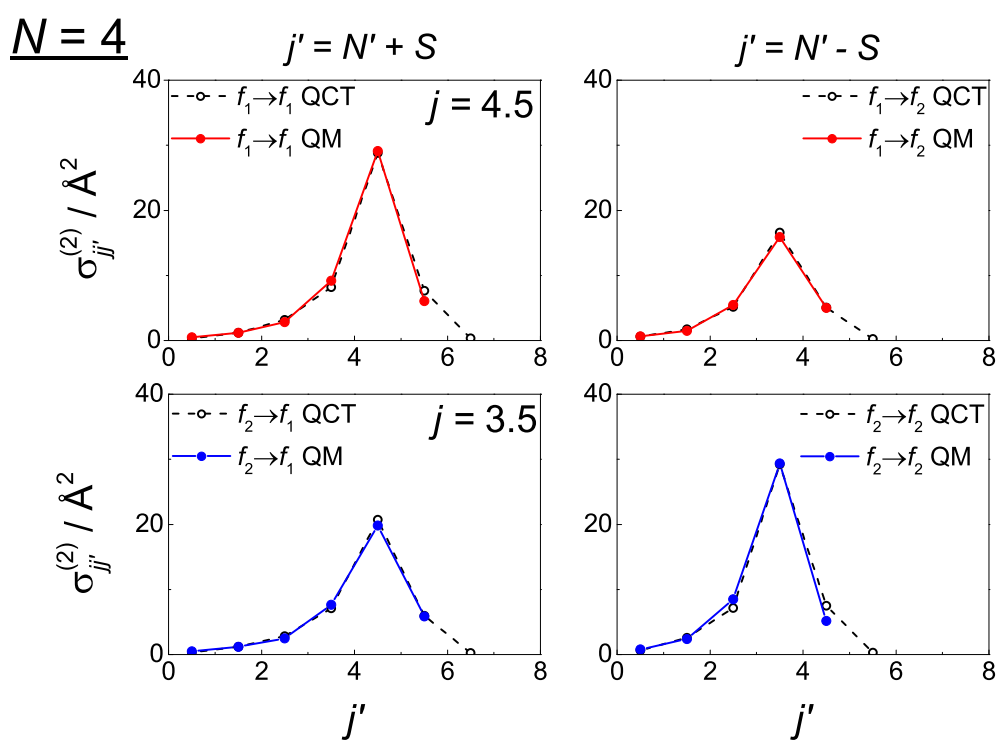 N = 4
j′ = N′ + S
j′ = N′ - S
40
20
0
σ(2)jj′ / Å2
f1→f1 QCT
f1→f1 QM
j = 4.5
0 2 4 6 8
f1→f2 QCT
f1→f2 QM
40
20
0
0 2 4 6 8
40
20
0
σ(2)jj′ / Å2
f2→f1 QCT
f2→f1 QM
j = 3.5
0 2 4 6 8
j′
f2→f2 QCT
f2→f2 QM
40
20
0
0 2 4 6 8
j′